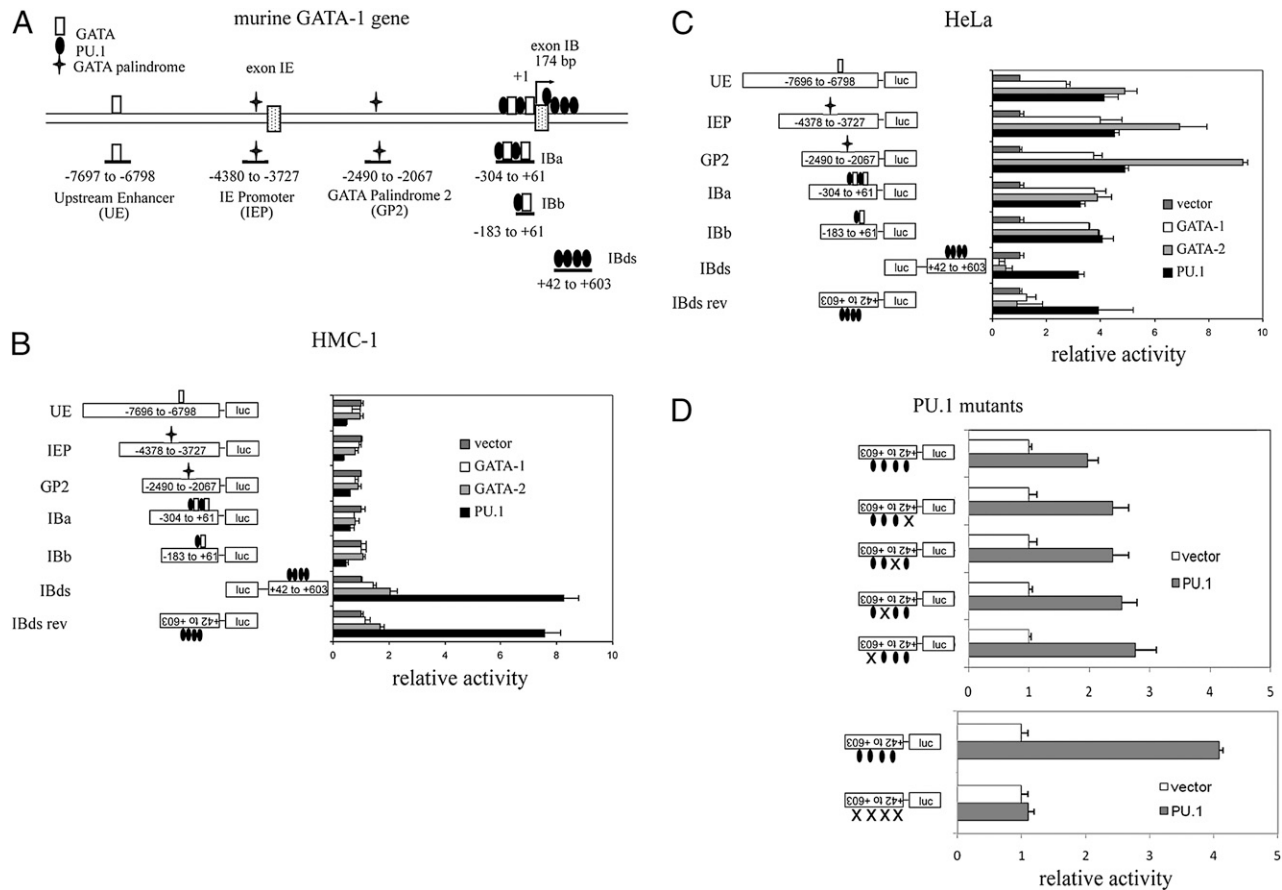 A
murine GATA-1 gene
GATA
PU.1
GATA palindrome
exon IE
exon IB
174 bp
+1
-7697 to -6798
Upstream Enhancer
(UE)
-4380 to -3727
IE Promoter
(IEP)
-2490 to -2067
GATA Palindrome 2
(GP2)
IBa
-304 to +61
IBb
-183 to +61
IBds
+42 to +603
B
HMC-1
UE
-7696 to -6798
luc
IEP
-4378 to -3727
luc
GP2
-2490 to -2067
luc
IBa
-304 to +61
luc
IBb
-183 to +61
luc
IBds
luc
+42 to +603
IBds rev
+42 to +603
luc
vector
GATA-1
GATA-2
PU.1
0 2 4 6 8 10
relative activity
C
HeLa
UE
-7696 to -6798
luc
IEP
-4378 to -3727
luc
GP2
-2490 to -2067
luc
IBa
-304 to +61
luc
IBb
-183 to +61
luc
IBds
luc
+42 to +603
IBds rev
+42 to +603
luc
vector
GATA-1
GATA-2
PU.1
0 2 4 6 8 10
relative activity
D
PU.1 mutants
+42 to +603
luc
+42 to +603
luc
X
+42 to +603
luc
X
+42 to +603
luc
X
+42 to +603
luc
X
vector
PU.1
0 1 2 3 4 5
+42 to +603
luc
+42 to +603
luc
X X X X
vector
PU.1
0 1 2 3 4 5
relative activity